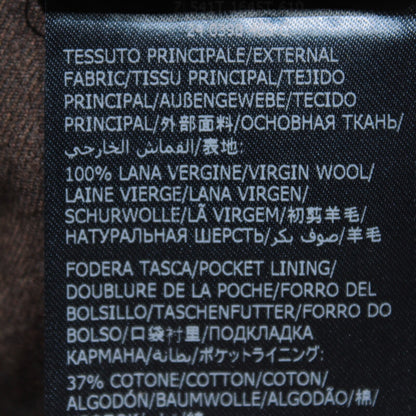 TESSUTO PRINCIPALE/EXTERNAL
FABRIC/TISSU PRINCIPAL/TEJIDO
PRINCIPAL/AUßENGEWEBE/TECIDO
PRINCIPAL/外部面料/ОСНОВНАЯ ТКАНЬ/
القماش الخارجي/表地:
100% LANA VERGINE/VIRGIN WOOL/
LAINE VIERGE/LANA VIRGEN/
SCHURWOLLE/LÃ VIRGEM/初剪羊毛/
НАТУРАЛЬНАЯ ШЕРСТЬ/صوف بكر/羊毛
FODERA TASCA/POCKET LINING/
DOUBLURE DE LA POCHE/FORRO DEL
BOLSILLO/TASCHENFUTTER/FORRO DO
BOLSO/口袋衬里/ПОДКЛАДКА
КАРМАНА/بطانة/ポケットライニング:
37% COTONE/COTTON/COTON/
ALGODÓN/BAUMWOLLE/ALGODÃO/棉/